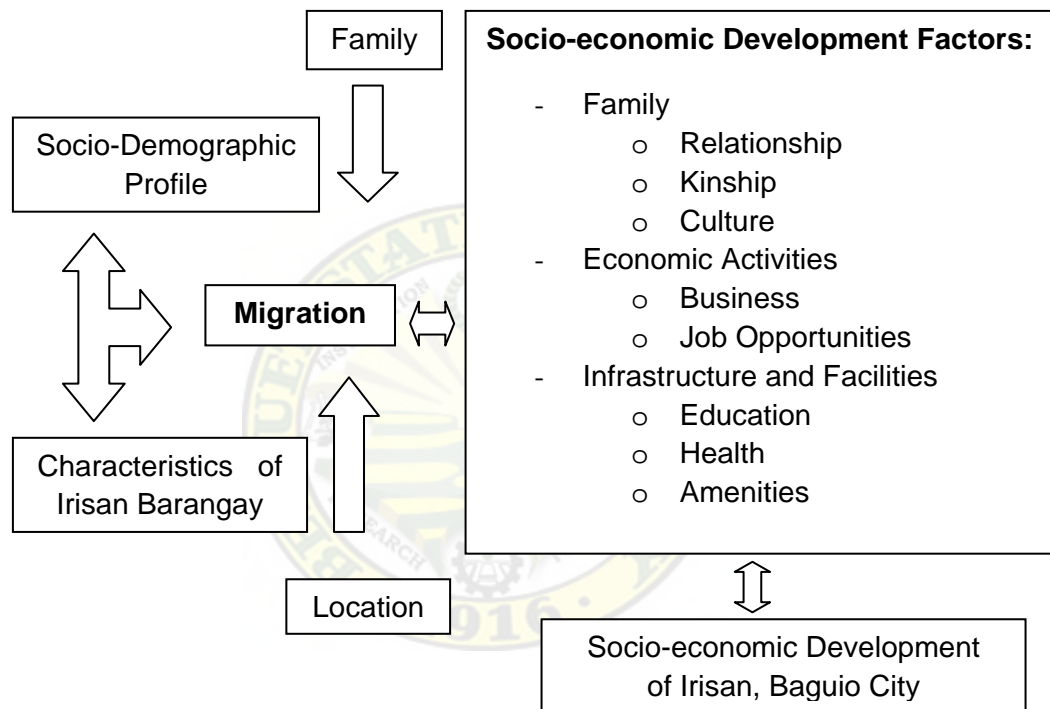 Family
Socio-Demographic
Profile
Migration
Characteristics of
Irisan Barangay
Location
Socio-economic Development Factors:
- Family
o Relationship
o Kinship
o Culture
- Economic Activities
o Business
o Job Opportunities
- Infrastructure and Facilities
o Education
o Health
o Amenities
Socio-economic Development
of Irisan, Baguio City
916